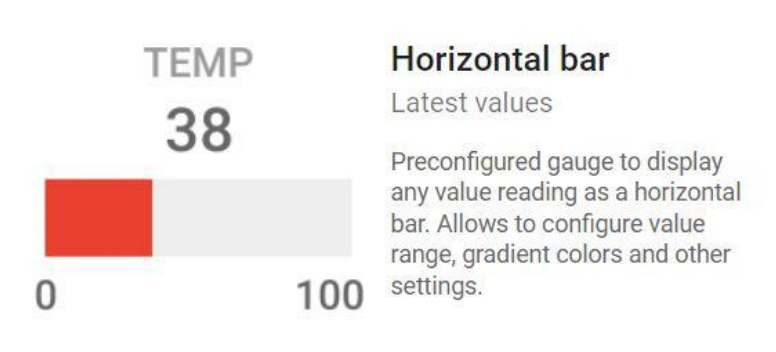 TEMP
38
0 100
Horizontal bar
Latest values
Preconfigured gauge to display
any value reading as a horizontal
bar. Allows to configure value
range, gradient colors and other
settings.